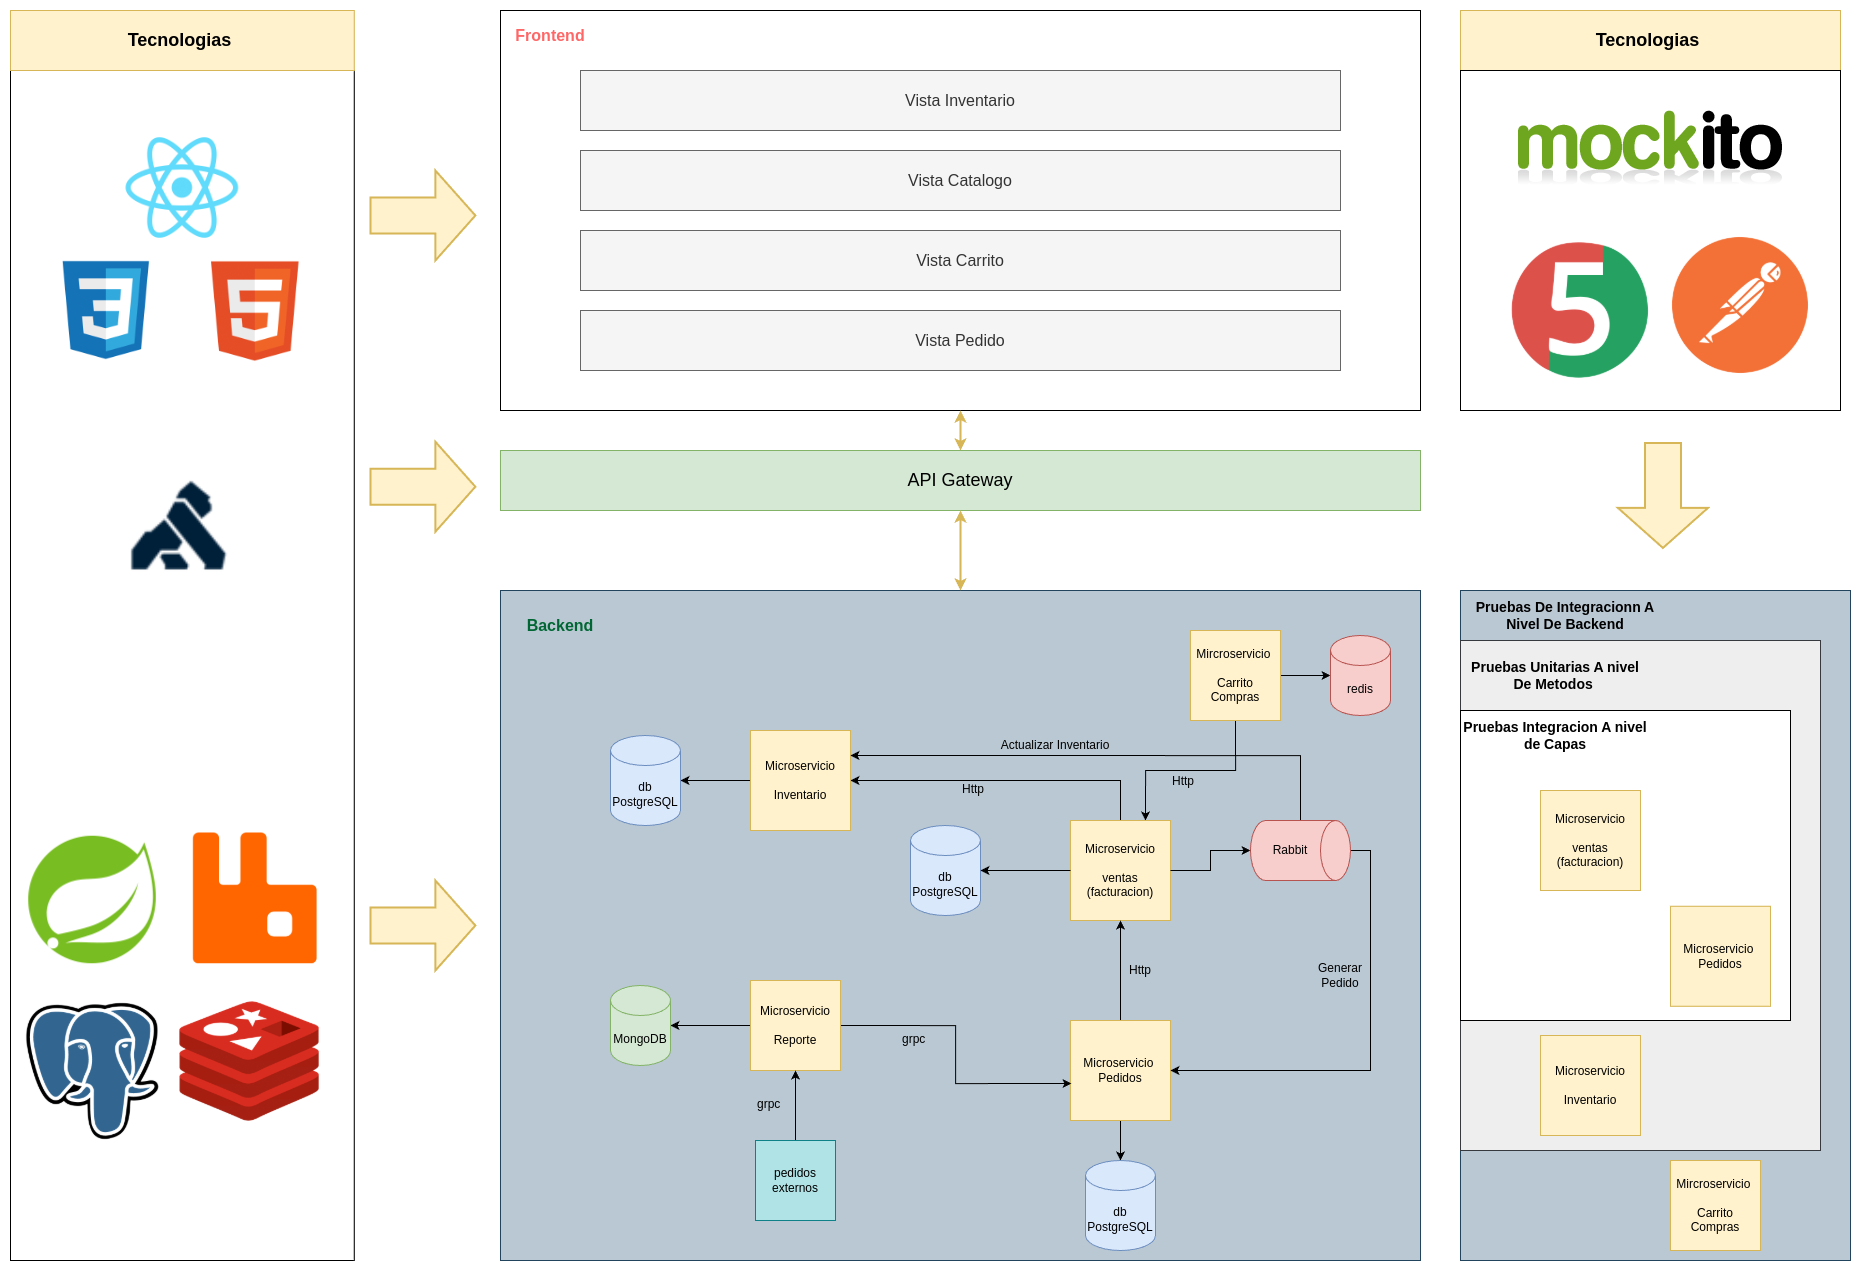 Tecnologias
Frontend
Vista Inventario
Vista Catalogo
Vista Carrito
Vista Pedido
API Gateway
Backend
Mircroservicio
Carrito
Compras
redis
Actualizar Inventario
Http
db
PostgreSQL
Microservicio
Inventario
Http
db
PostgreSQL
Microservicio
ventas
(facturacion)
Rabbit
Http
Generar
Pedido
MongoDB
Microservicio
Reporte
grpc
Microservicio
Pedidos
grpc
pedidos
externos
db
PostgreSQL
Tecnologias
mockito
5
Pruebas De Integracionn A
Nivel De Backend
Pruebas Unitarias A nivel
De Metodos
Pruebas Integracion A nivel
de Capas
Microservicio
ventas
(facturacion)
Microservicio
Pedidos
Microservicio
Inventario
Mircroservicio
Carrito
Compras